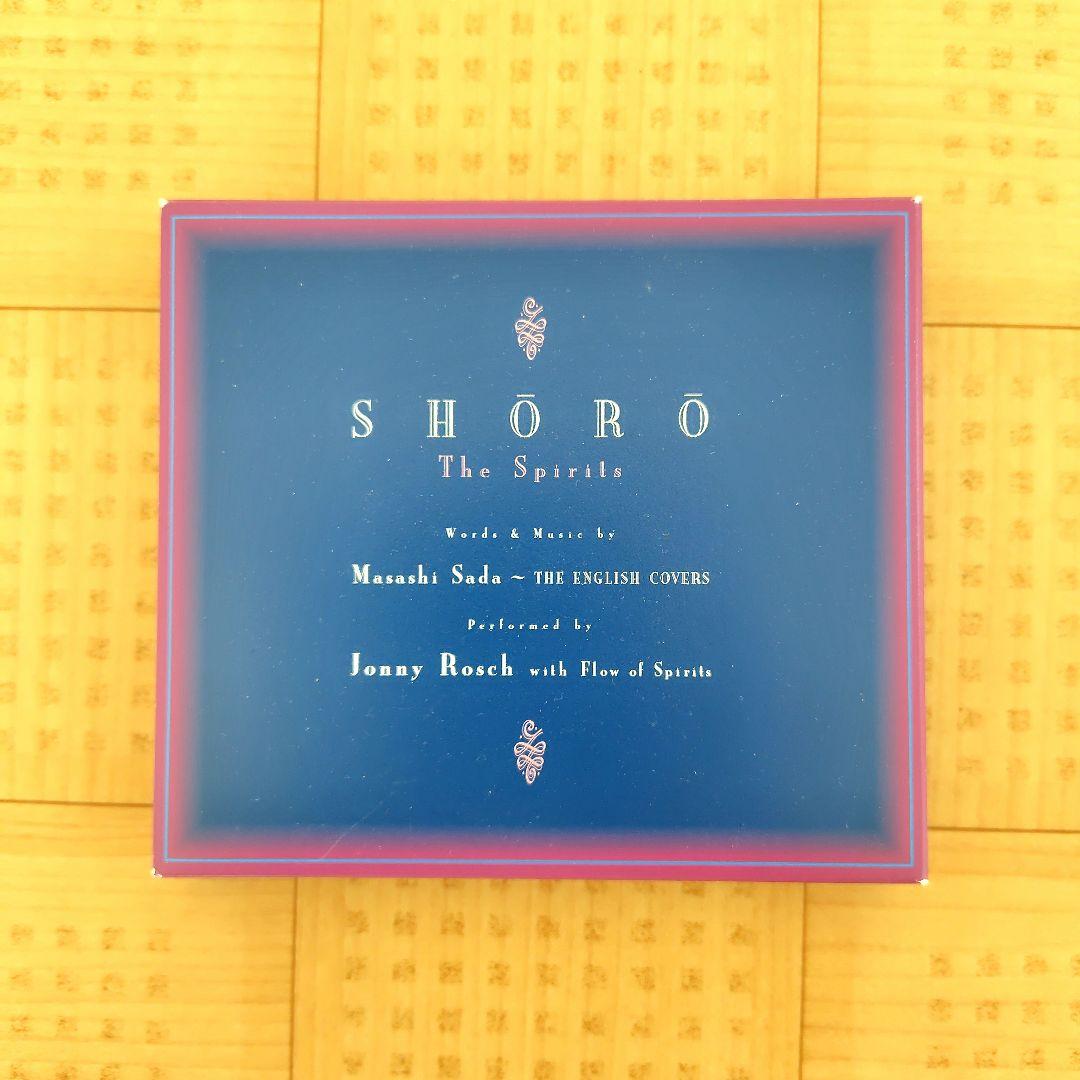 SHŌRŌ
The Spirits
Words & Music by
Masashi Sada ~ THE ENGLISH COVERS
Performed by
Jonny Rosch with Flow of Spirits